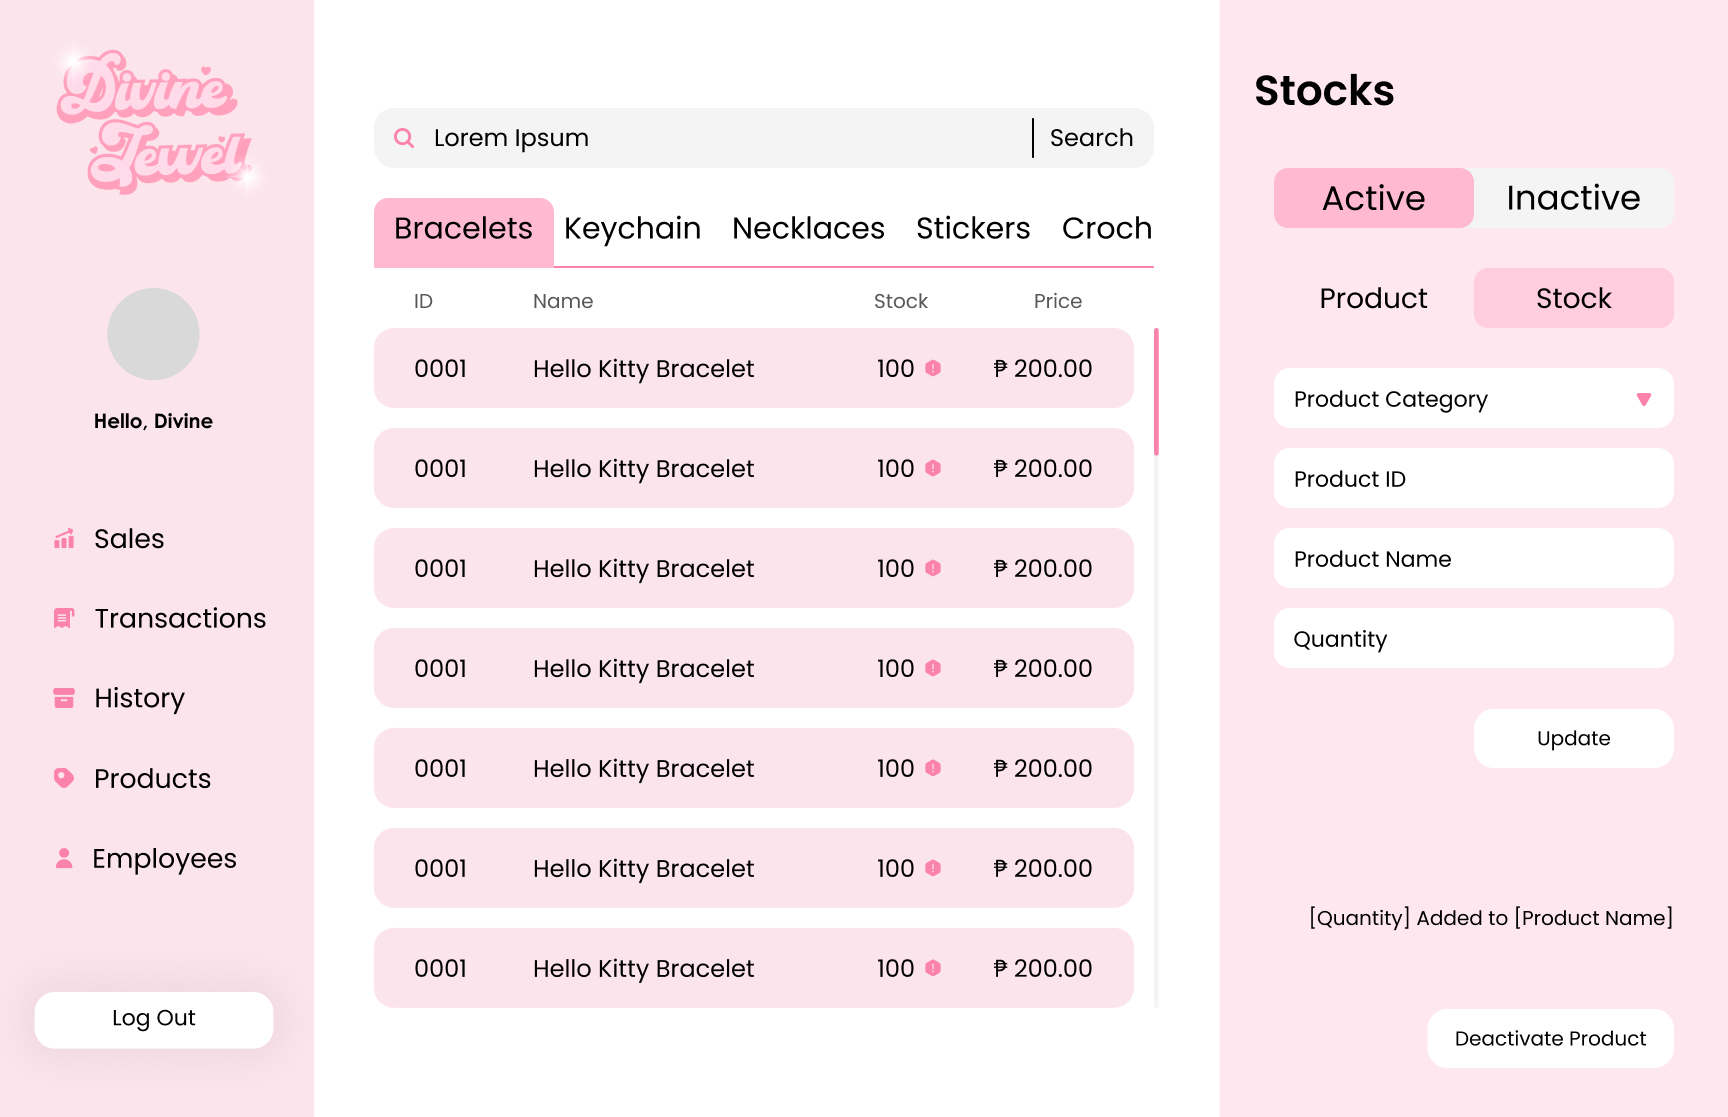 Divine
Jewel
Hello, Divine
Sales
Transactions
History
Products
Employees
Log Out
Lorem Ipsum
Search
Bracelets Keychain Necklaces Stickers Croch
ID Name Stock Price
0001 Hello Kitty Bracelet 100 ₱ 200.00
0001 Hello Kitty Bracelet 100 ₱ 200.00
0001 Hello Kitty Bracelet 100 ₱ 200.00
0001 Hello Kitty Bracelet 100 ₱ 200.00
0001 Hello Kitty Bracelet 100 ₱ 200.00
0001 Hello Kitty Bracelet 100 ₱ 200.00
0001 Hello Kitty Bracelet 100 ₱ 200.00
Stocks
Active Inactive
Product Stock
Product Category
Product ID
Product Name
Quantity
Update
[Quantity] Added to [Product Name]
Deactivate Product